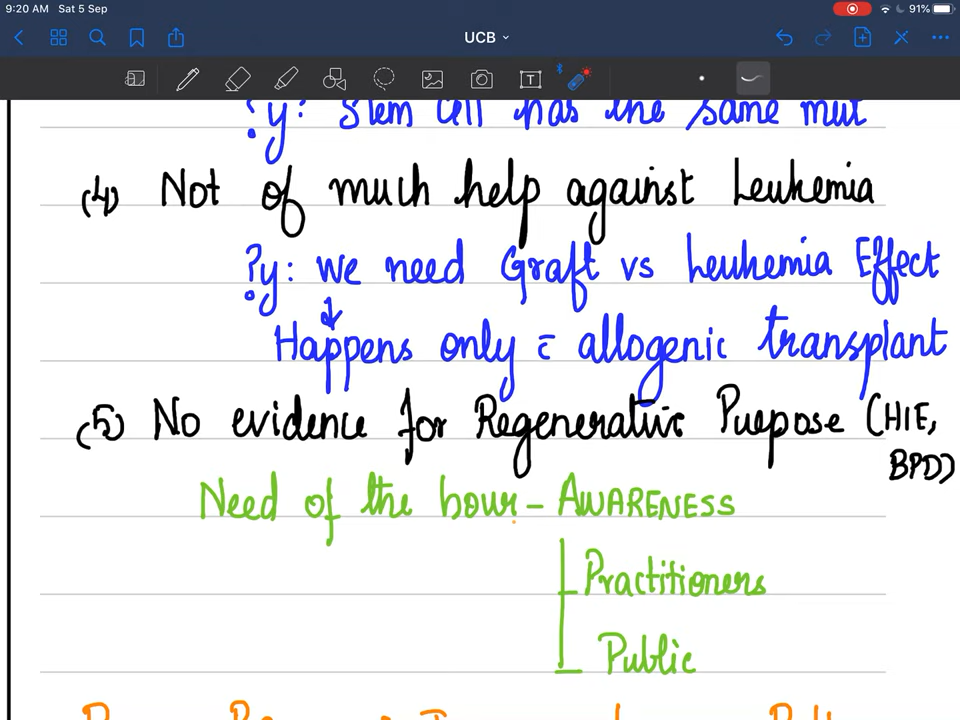 9:20 AM Sat 5 Sep 91%
UCB
?y: Stem Cell has the same mut
(4) Not of much help against Leukemia
?y: We need Graft vs Leukemia Effect
↓
Happens only c̄ allogenic transplant
(5) No evidence for Regenerative Purpose (HIE,
BPD)
Need of the hour - AWARENESS
Practitioners
Public